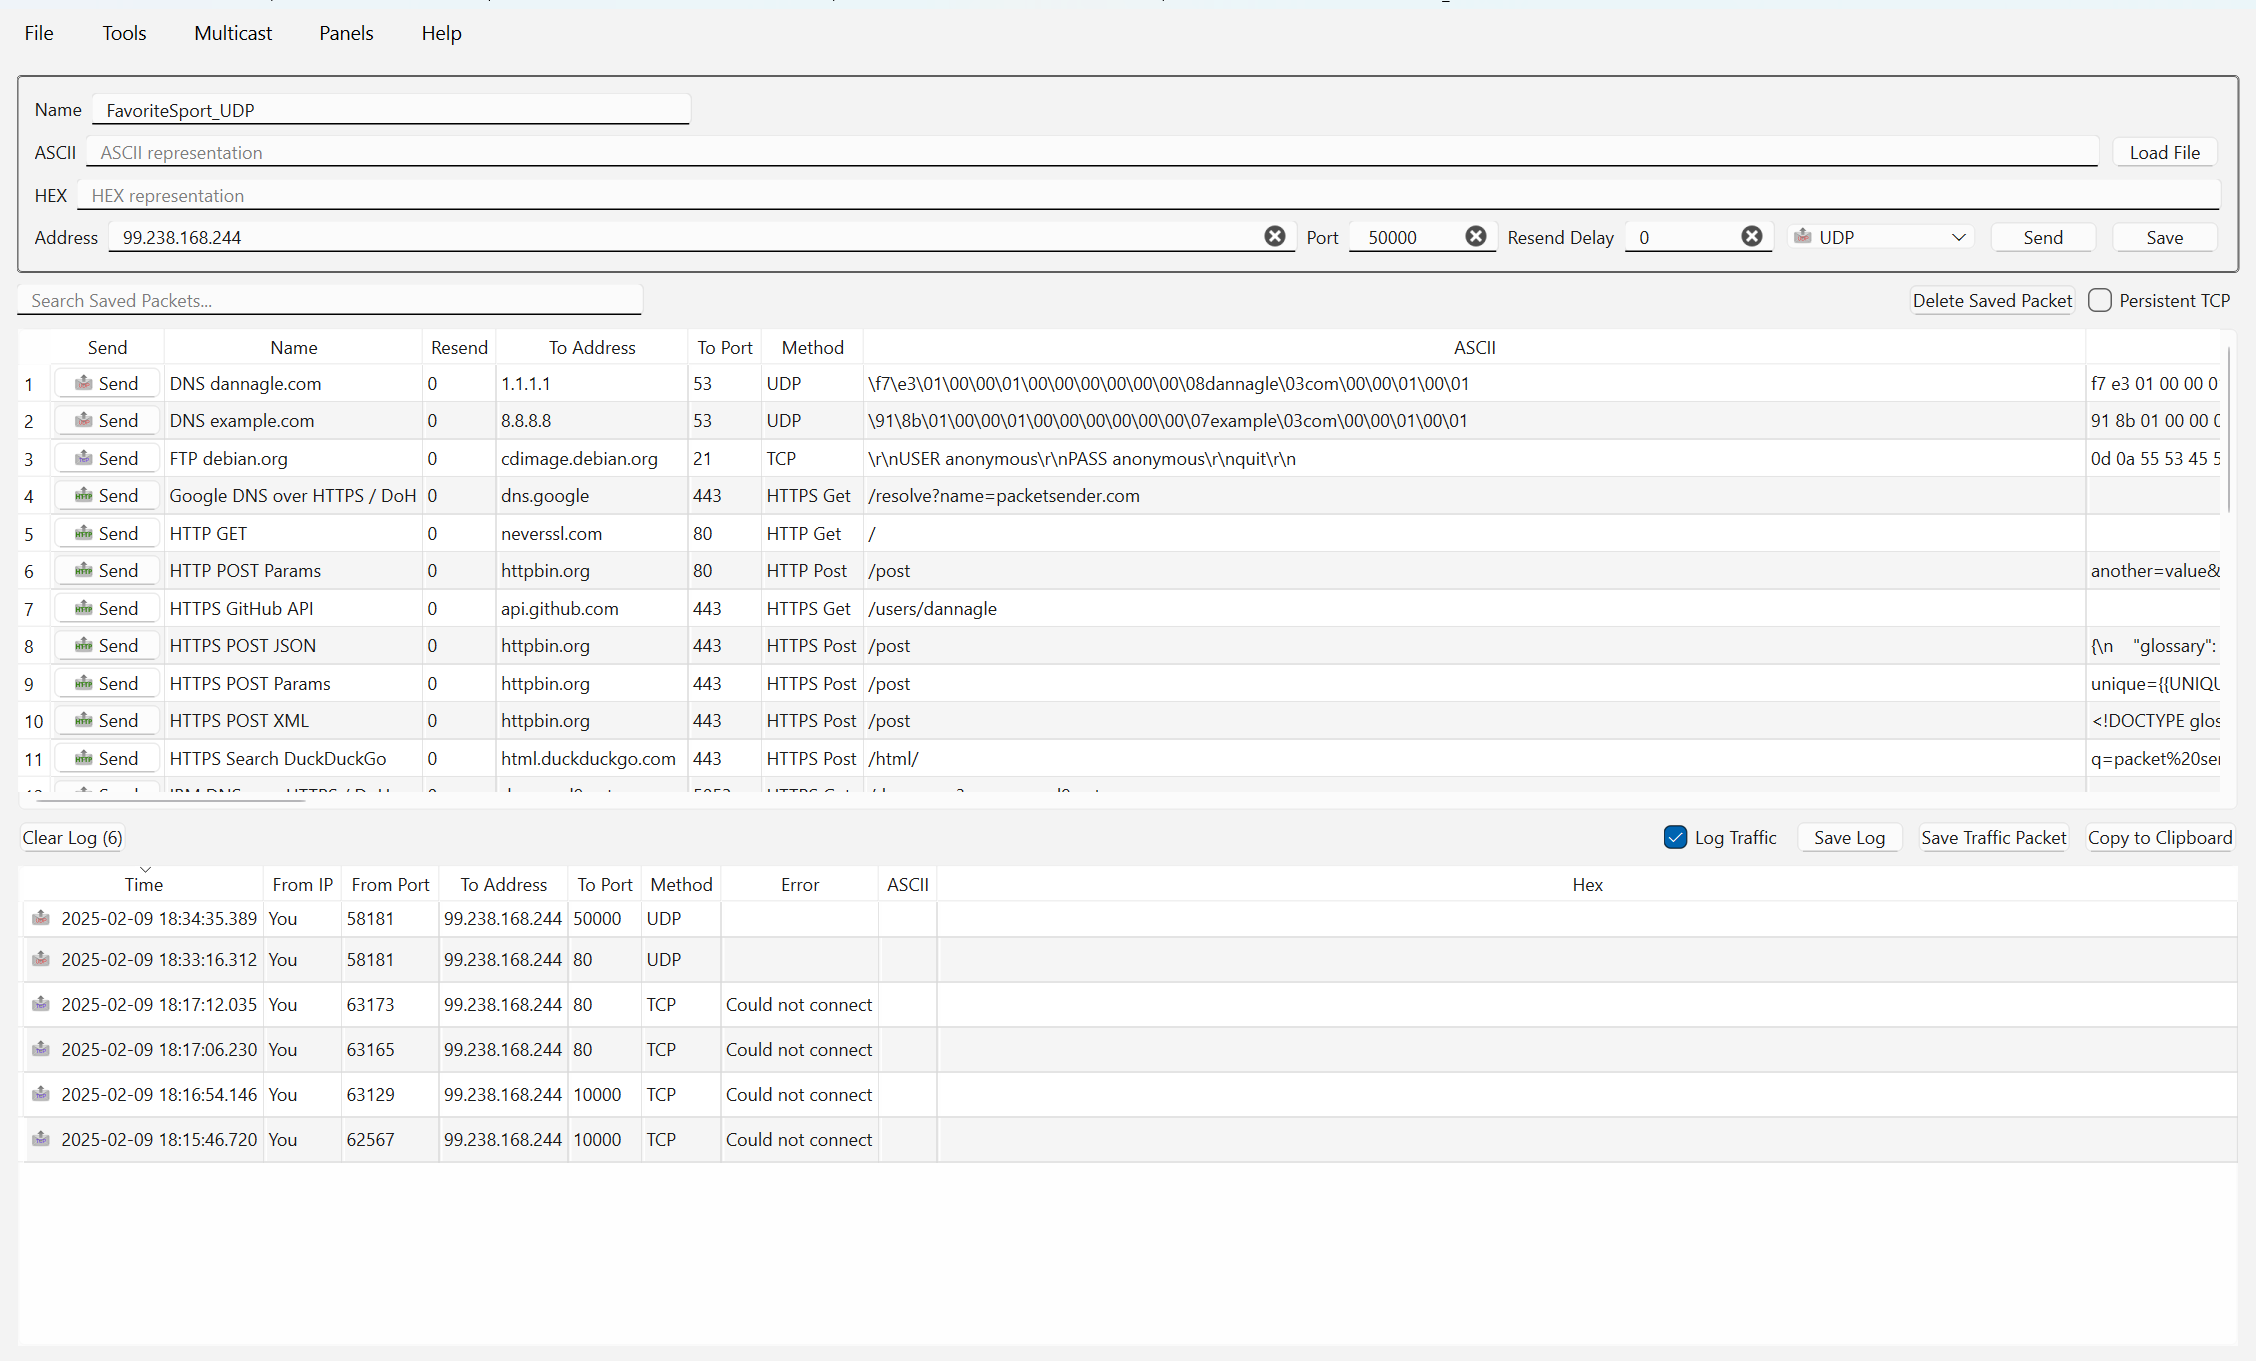 File Tools Multicast Panels Help
Name FavoriteSport_UDP
ASCII ASCII representation Load File
HEX HEX representation
Address 99.238.168.244 Port 50000 Resend Delay 0 UDP Send Save
Search Saved Packets... Delete Saved Packet Persistent TCP
Send Name Resend To Address To Port Method ASCII
1 Send DNS dannagle.com 0 1.1.1.1 53 UDP \f7\e3\01\00\00\01\00\00\00\00\00\00\08dannagle\03com\00\00\01\00\01 f7 e3 01 00 00 0
2 Send DNS example.com 0 8.8.8.8 53 UDP \91\8b\01\00\00\01\00\00\00\00\00\00\07example\03com\00\00\01\00\01 91 8b 01 00 00 0
3 Send FTP debian.org 0 cdimage.debian.org 21 TCP \r\nUSER anonymous\r\nPASS anonymous\r\nquit\r\n 0d 0a 55 53 45 5
4 Send Google DNS over HTTPS / DoH 0 dns.google 443 HTTPS Get /resolve?name=packetsender.com
5 Send HTTP GET 0 neverssl.com 80 HTTP Get /
6 Send HTTP POST Params 0 httpbin.org 80 HTTP Post /post another=value&
7 Send HTTPS GitHub API 0 api.github.com 443 HTTPS Get /users/dannagle
8 Send HTTPS POST JSON 0 httpbin.org 443 HTTPS Post /post {\n "glossary":
9 Send HTTPS POST Params 0 httpbin.org 443 HTTPS Post /post unique={{UNIQU
10 Send HTTPS POST XML 0 httpbin.org 443 HTTPS Post /post <!DOCTYPE glos
11 Send HTTPS Search DuckDuckGo 0 html.duckduckgo.com 443 HTTPS Post /html/ q=packet%20ser
Clear Log (6) Log Traffic Save Log Save Traffic Packet Copy to Clipboard
Time From IP From Port To Address To Port Method Error ASCII Hex
2025-02-09 18:34:35.389 You 58181 99.238.168.244 50000 UDP
2025-02-09 18:33:16.312 You 58181 99.238.168.244 80 UDP
2025-02-09 18:17:12.035 You 63173 99.238.168.244 80 TCP Could not connect
2025-02-09 18:17:06.230 You 63165 99.238.168.244 80 TCP Could not connect
2025-02-09 18:16:54.146 You 63129 99.238.168.244 10000 TCP Could not connect
2025-02-09 18:15:46.720 You 62567 99.238.168.244 10000 TCP Could not connect